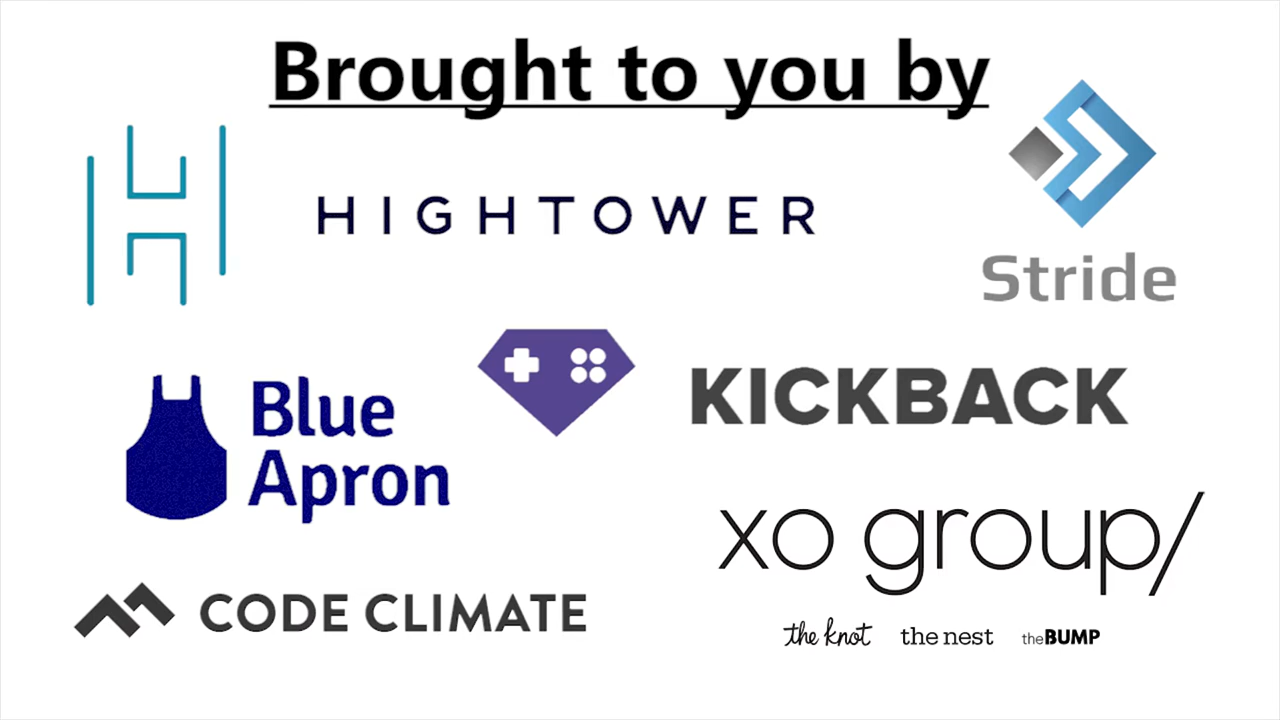 Brought to you by
HIGHTOWER
Stride
Blue
Apron
KICKBACK
xo group/
the knot the nest theBUMP
CODE CLIMATE